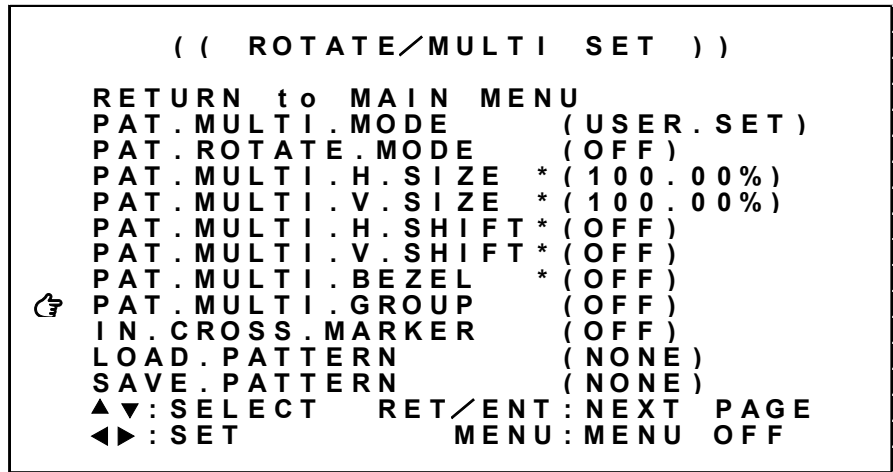 (( ROTATE/MULTI SET ))
RETURN to MAIN MENU
PAT.MULTI.MODE (USER.SET)
PAT.ROTATE.MODE (OFF)
PAT.MULTI.H.SIZE *(100.00%)
PAT.MULTI.V.SIZE *(100.00%)
PAT.MULTI.H.SHIFT*(OFF)
PAT.MULTI.V.SHIFT*(OFF)
PAT.MULTI.BEZEL *(OFF)
PAT.MULTI.GROUP (OFF)
IN.CROSS.MARKER (OFF)
LOAD.PATTERN (NONE)
SAVE.PATTERN (NONE)
▲▼:SELECT RET/ENT:NEXT PAGE
◀▶:SET MENU:MENU OFF